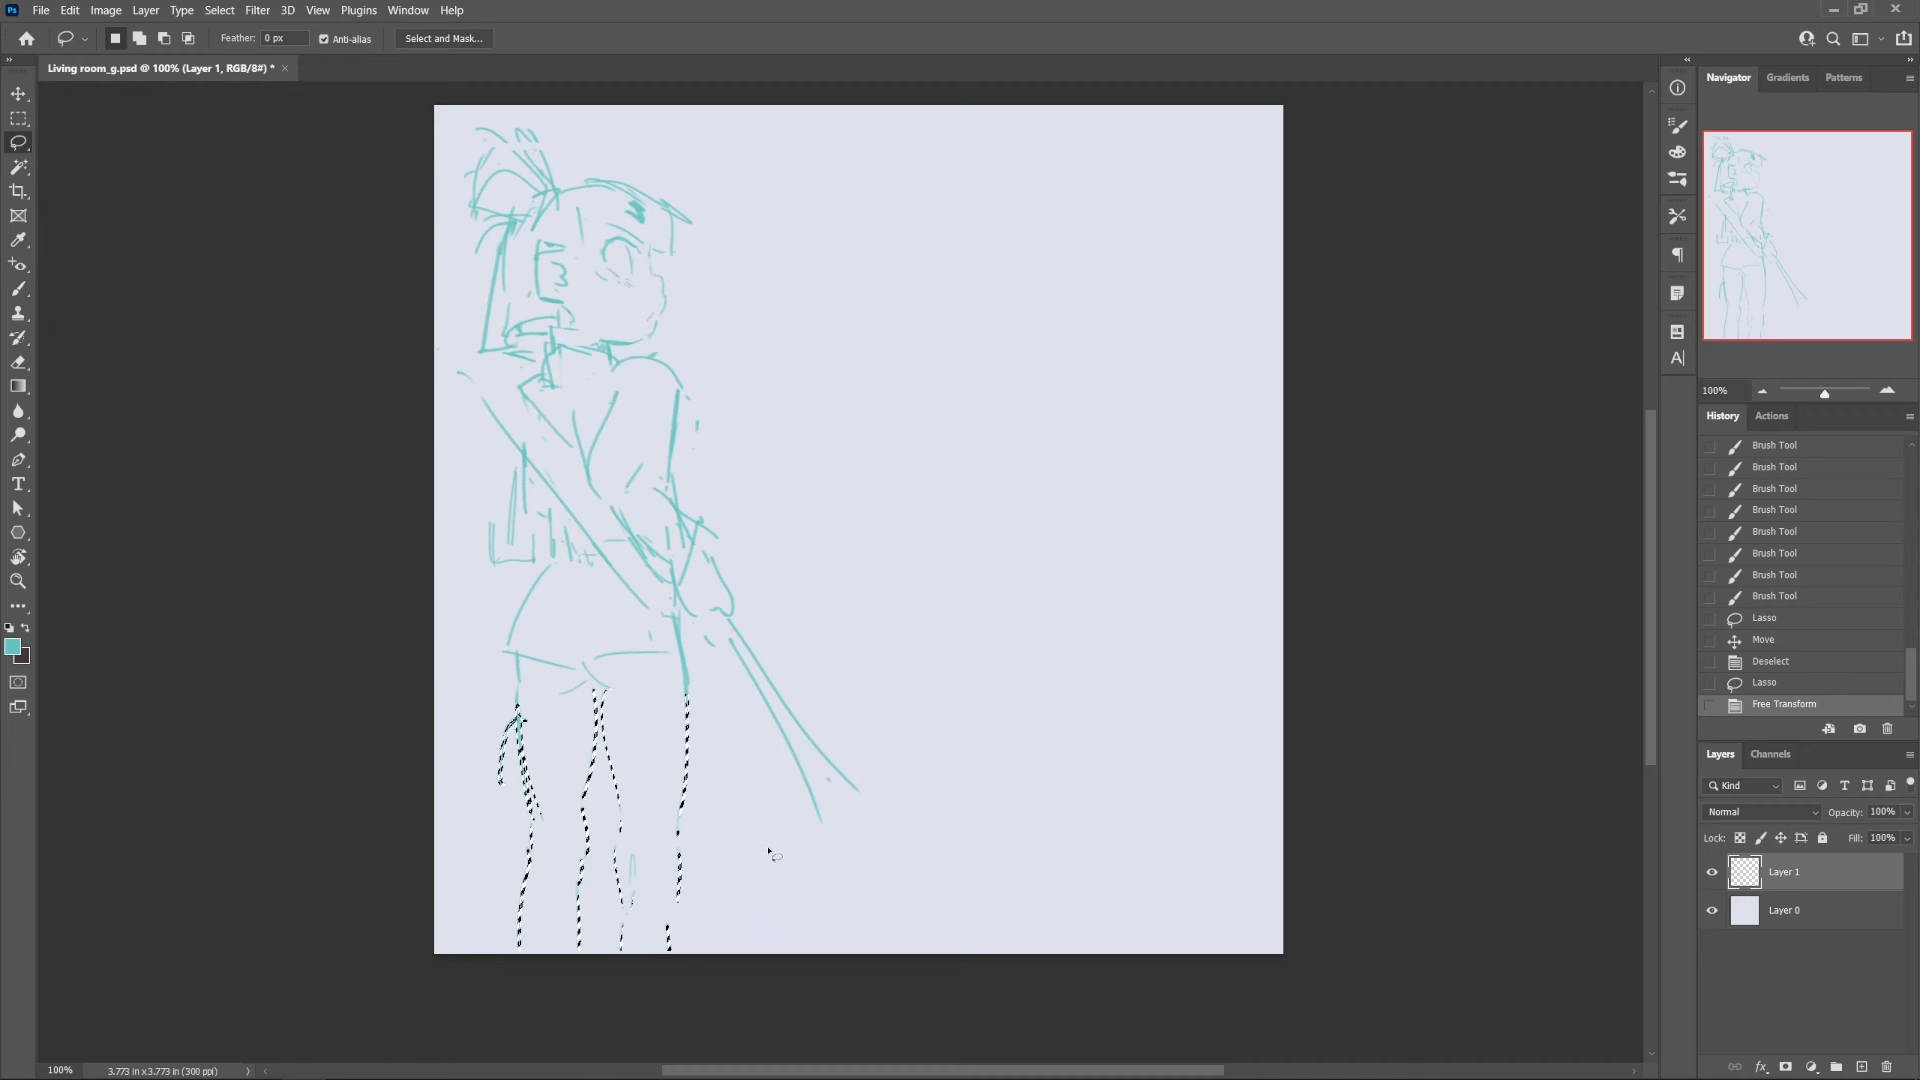 Ps File Edit Image Layer Type Select Filter 3D View Plugins Window Help
Feather: 0 px Anti-alias Select and Mask...
Living room_g.psd @ 100% (Layer 1, RGB/8#) *
Navigator Gradients Patterns
100%
History Actions
Brush Tool
Brush Tool
Brush Tool
Brush Tool
Brush Tool
Brush Tool
Brush Tool
Brush Tool
Lasso
Move
Deselect
Lasso
Free Transform
Layers Channels
Kind
Normal Opacity: 100%
Lock: Fill: 100%
Layer 1
Layer 0
fx
100% 3.773 in x 3.773 in (300 ppi)